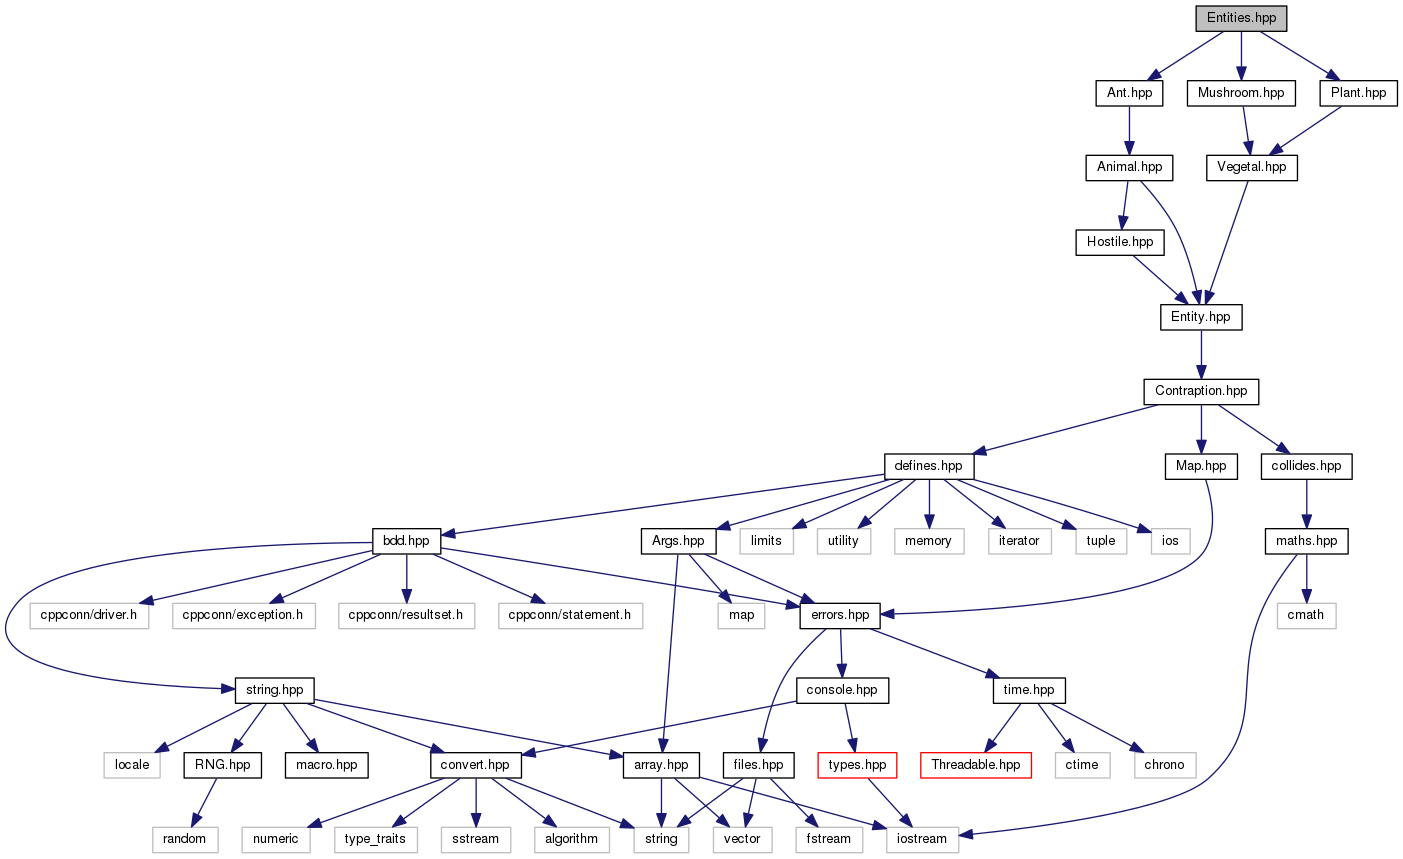 Entities.hpp
Ant.hpp
Mushroom.hpp
Plant.hpp
Animal.hpp
Vegetal.hpp
Hostile.hpp
Entity.hpp
Contraption.hpp
defines.hpp
Map.hpp
collides.hpp
bdd.hpp
Args.hpp
limits
utility
memory
iterator
tuple
ios
maths.hpp
cppconn/driver.h
cppconn/exception.h
cppconn/resultset.h
cppconn/statement.h
map
errors.hpp
cmath
string.hpp
console.hpp
time.hpp
locale
RNG.hpp
macro.hpp
convert.hpp
array.hpp
files.hpp
types.hpp
Threadable.hpp
ctime
chrono
random
numeric
type_traits
sstream
algorithm
string
vector
fstream
iostream